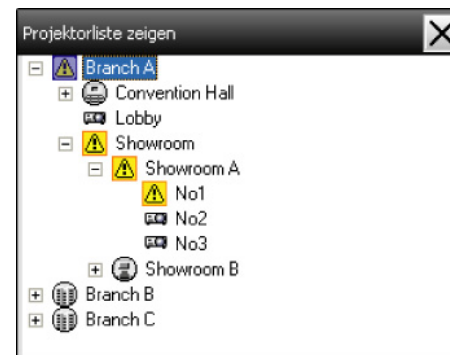 Projektorliste zeigen
Branch A
Convention Hall
Lobby
Showroom
Showroom A
No1
No2
No3
Showroom B
Branch B
Branch C